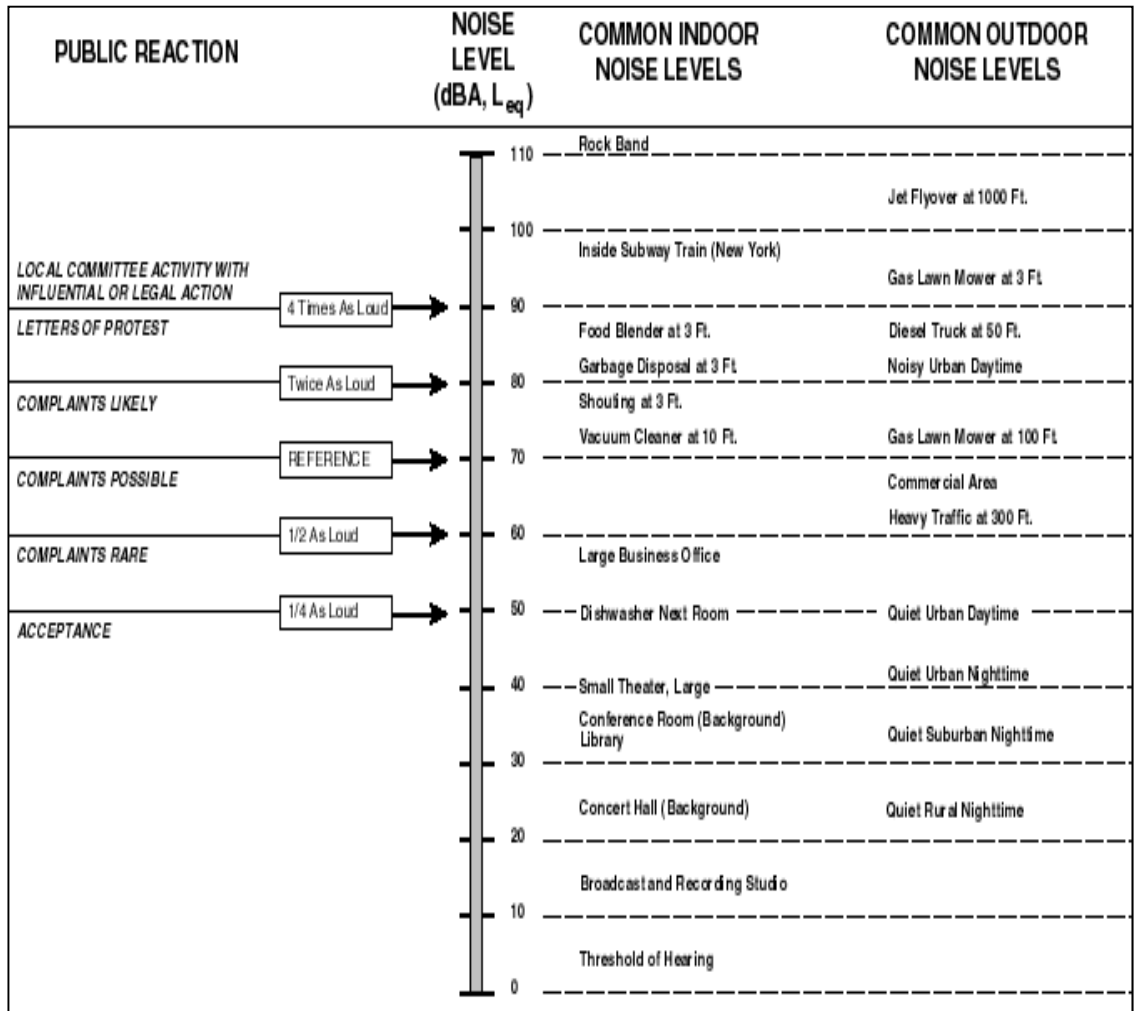 PUBLIC REACTION
NOISE
LEVEL
(dBA, Leq)
COMMON INDOOR
NOISE LEVELS
COMMON OUTDOOR
NOISE LEVELS
110
Rock Band
Jet Flyover at 1000 Ft.
100
Inside Subway Train (New York)
LOCAL COMMITTEE ACTIVITY WITH
INFLUENTIAL OR LEGAL ACTION
Gas Lawn Mower at 3 Ft.
4 Times As Loud
90
LETTERS OF PROTEST
Food Blender at 3 Ft.
Diesel Truck at 50 Ft.
Garbage Disposal at 3 Ft.
Noisy Urban Daytime
Twice As Loud
80
COMPLAINTS LIKELY
Shouting at 3 Ft.
Vacuum Cleaner at 10 Ft.
Gas Lawn Mower at 100 Ft.
REFERENCE
70
COMPLAINTS POSSIBLE
Commercial Area
Heavy Traffic at 300 Ft.
1/2 As Loud
60
COMPLAINTS RARE
Large Business Office
1/4 As Loud
50
Dishwasher Next Room
Quiet Urban Daytime
ACCEPTANCE
Quiet Urban Nighttime
40
Small Theater, Large
Conference Room (Background)
Library
Quiet Suburban Nighttime
30
Concert Hall (Background)
Quiet Rural Nighttime
20
Broadcast and Recording Studio
10
Threshold of Hearing
0